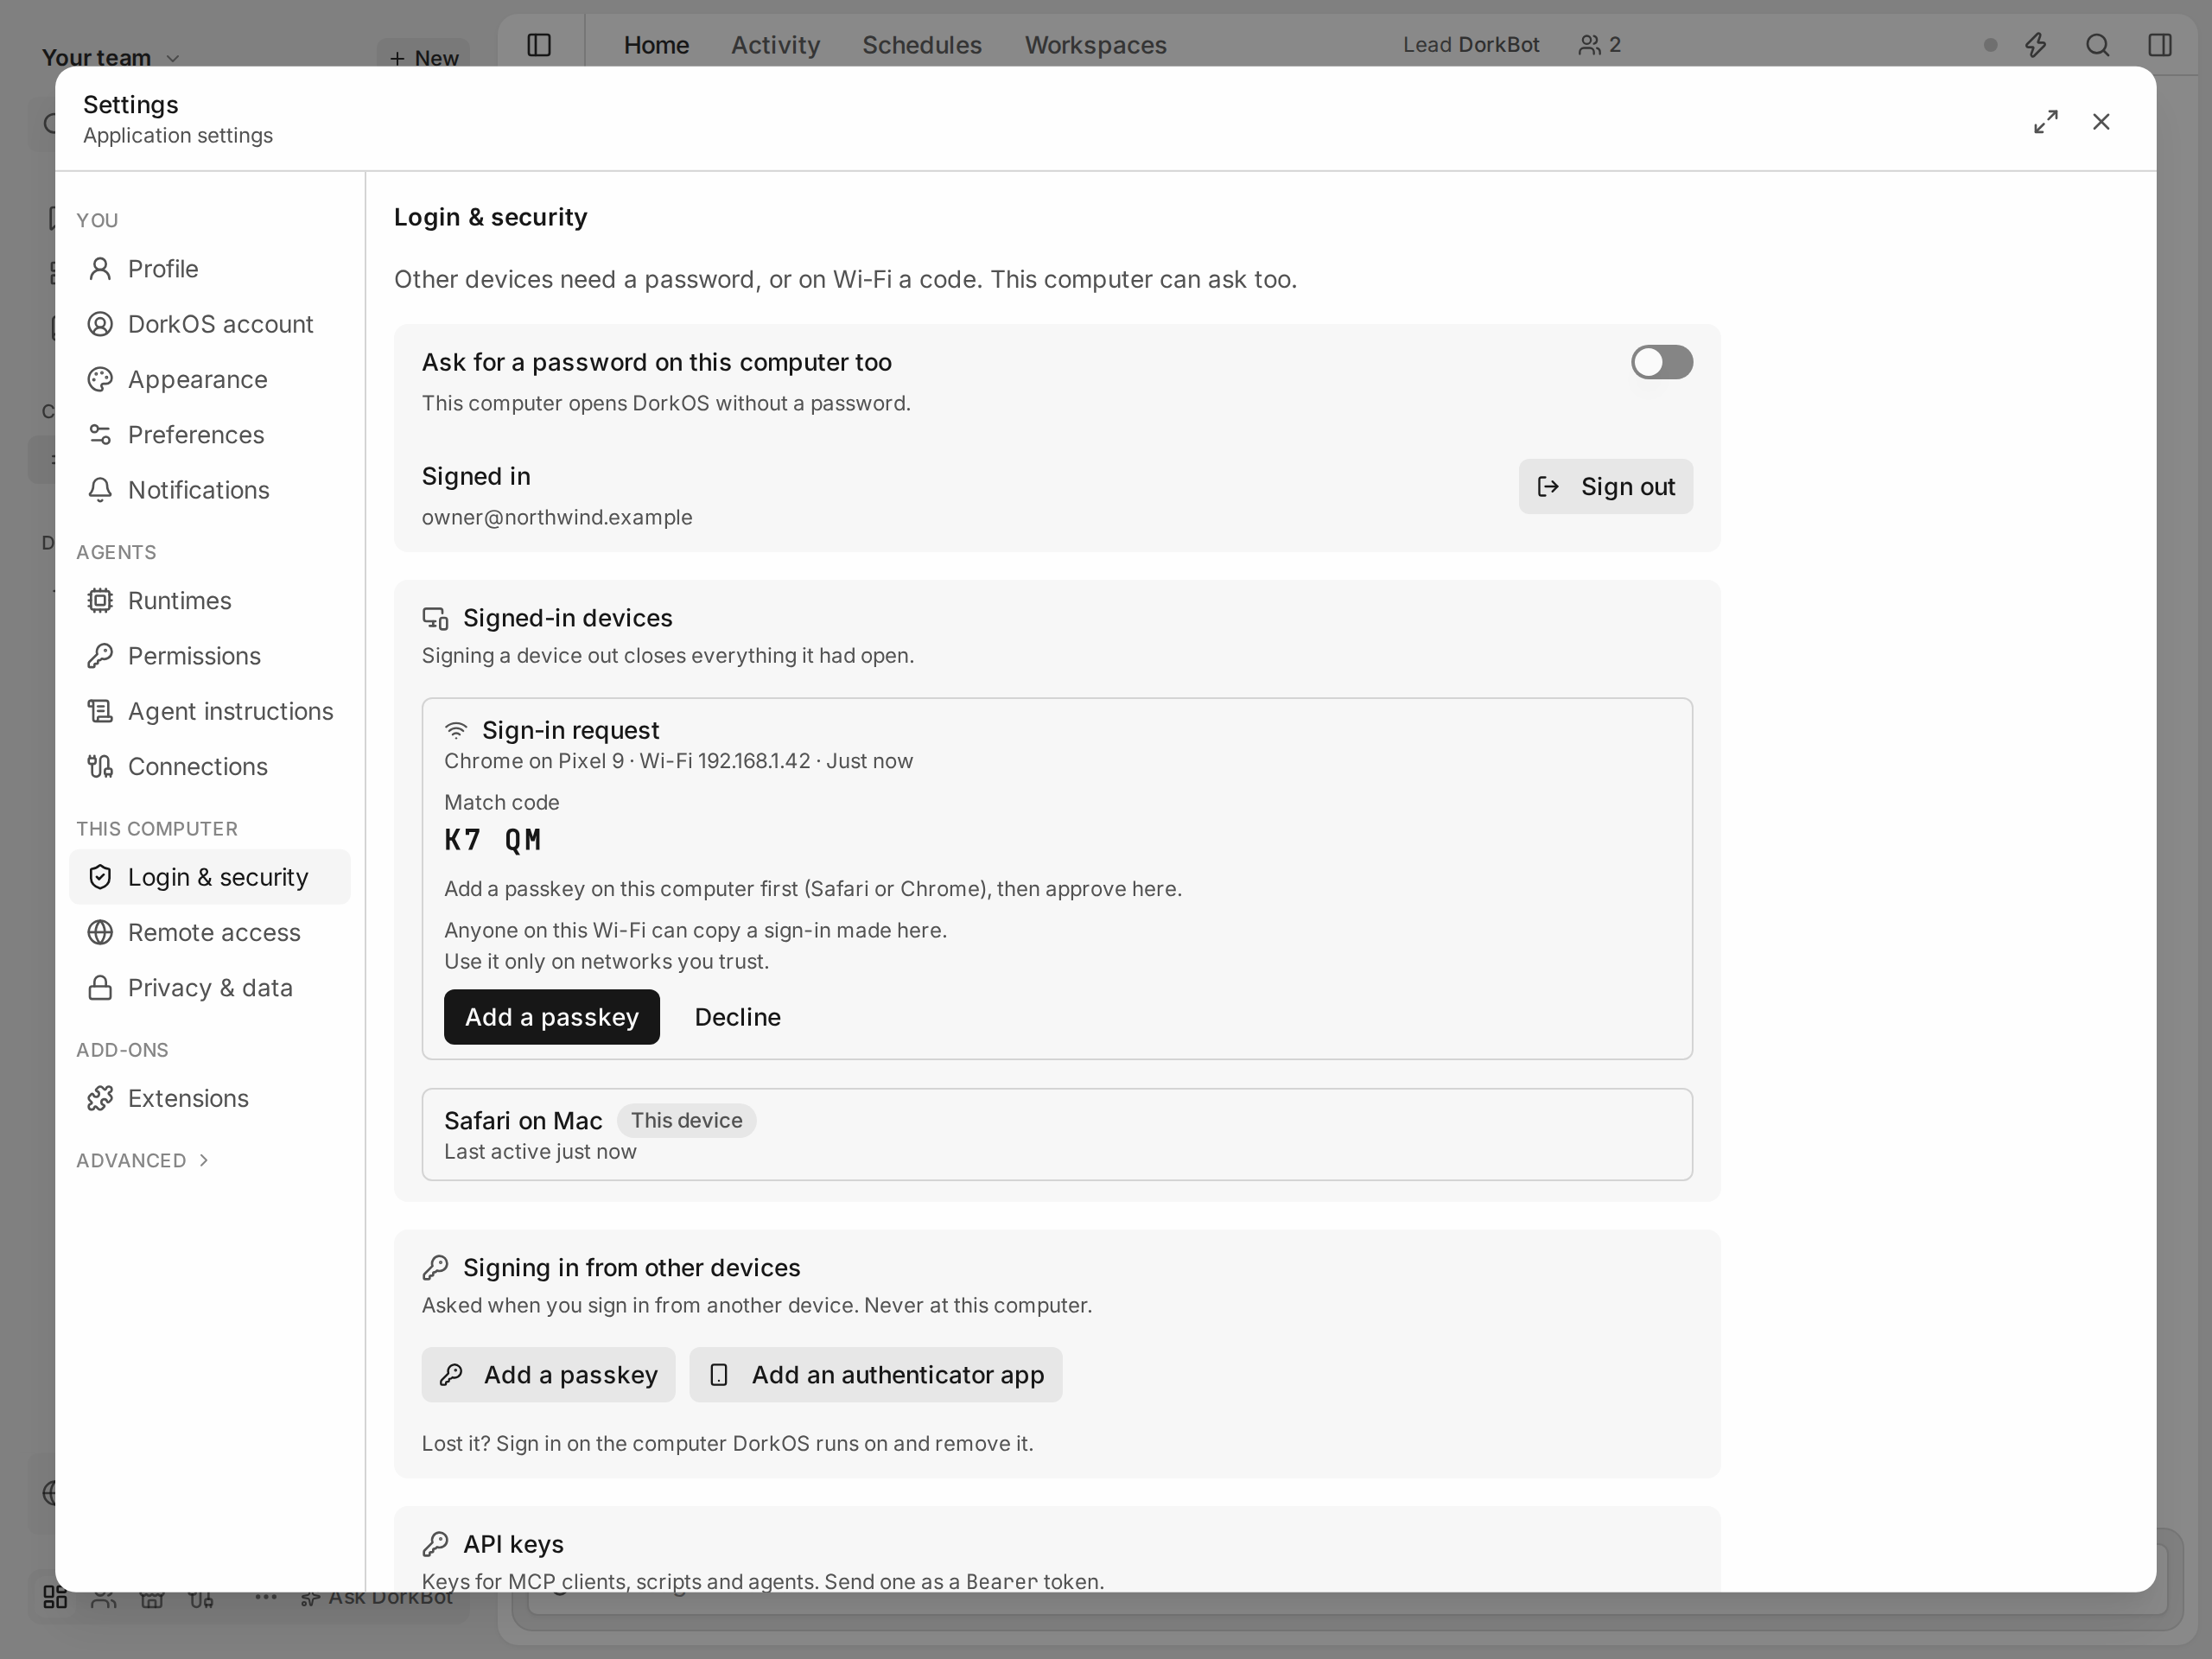 Your team
New
Home
Activity
Schedules
Workspaces
Lead DorkBot
2
Settings
Application settings
YOU
Profile
DorkOS account
Appearance
Preferences
Notifications
AGENTS
Runtimes
Permissions
Agent instructions
Connections
THIS COMPUTER
Login & security
Remote access
Privacy & data
ADD-ONS
Extensions
ADVANCED
Login & security
Other devices need a password, or on Wi-Fi a code. This computer can ask too.
Ask for a password on this computer too
This computer opens DorkOS without a password.
Signed in
owner@northwind.example
Sign out
Signed-in devices
Signing a device out closes everything it had open.
Sign-in request
Chrome on Pixel 9 · Wi-Fi 192.168.1.42 · Just now
Match code
K7 QM
Add a passkey on this computer first (Safari or Chrome), then approve here.
Anyone on this Wi-Fi can copy a sign-in made here.
Use it only on networks you trust.
Add a passkey
Decline
Safari on Mac
This device
Last active just now
Signing in from other devices
Asked when you sign in from another device. Never at this computer.
Add a passkey
Add an authenticator app
Lost it? Sign in on the computer DorkOS runs on and remove it.
API keys
Keys for MCP clients, scripts and agents. Send one as a Bearer token.
Ask DorkBot